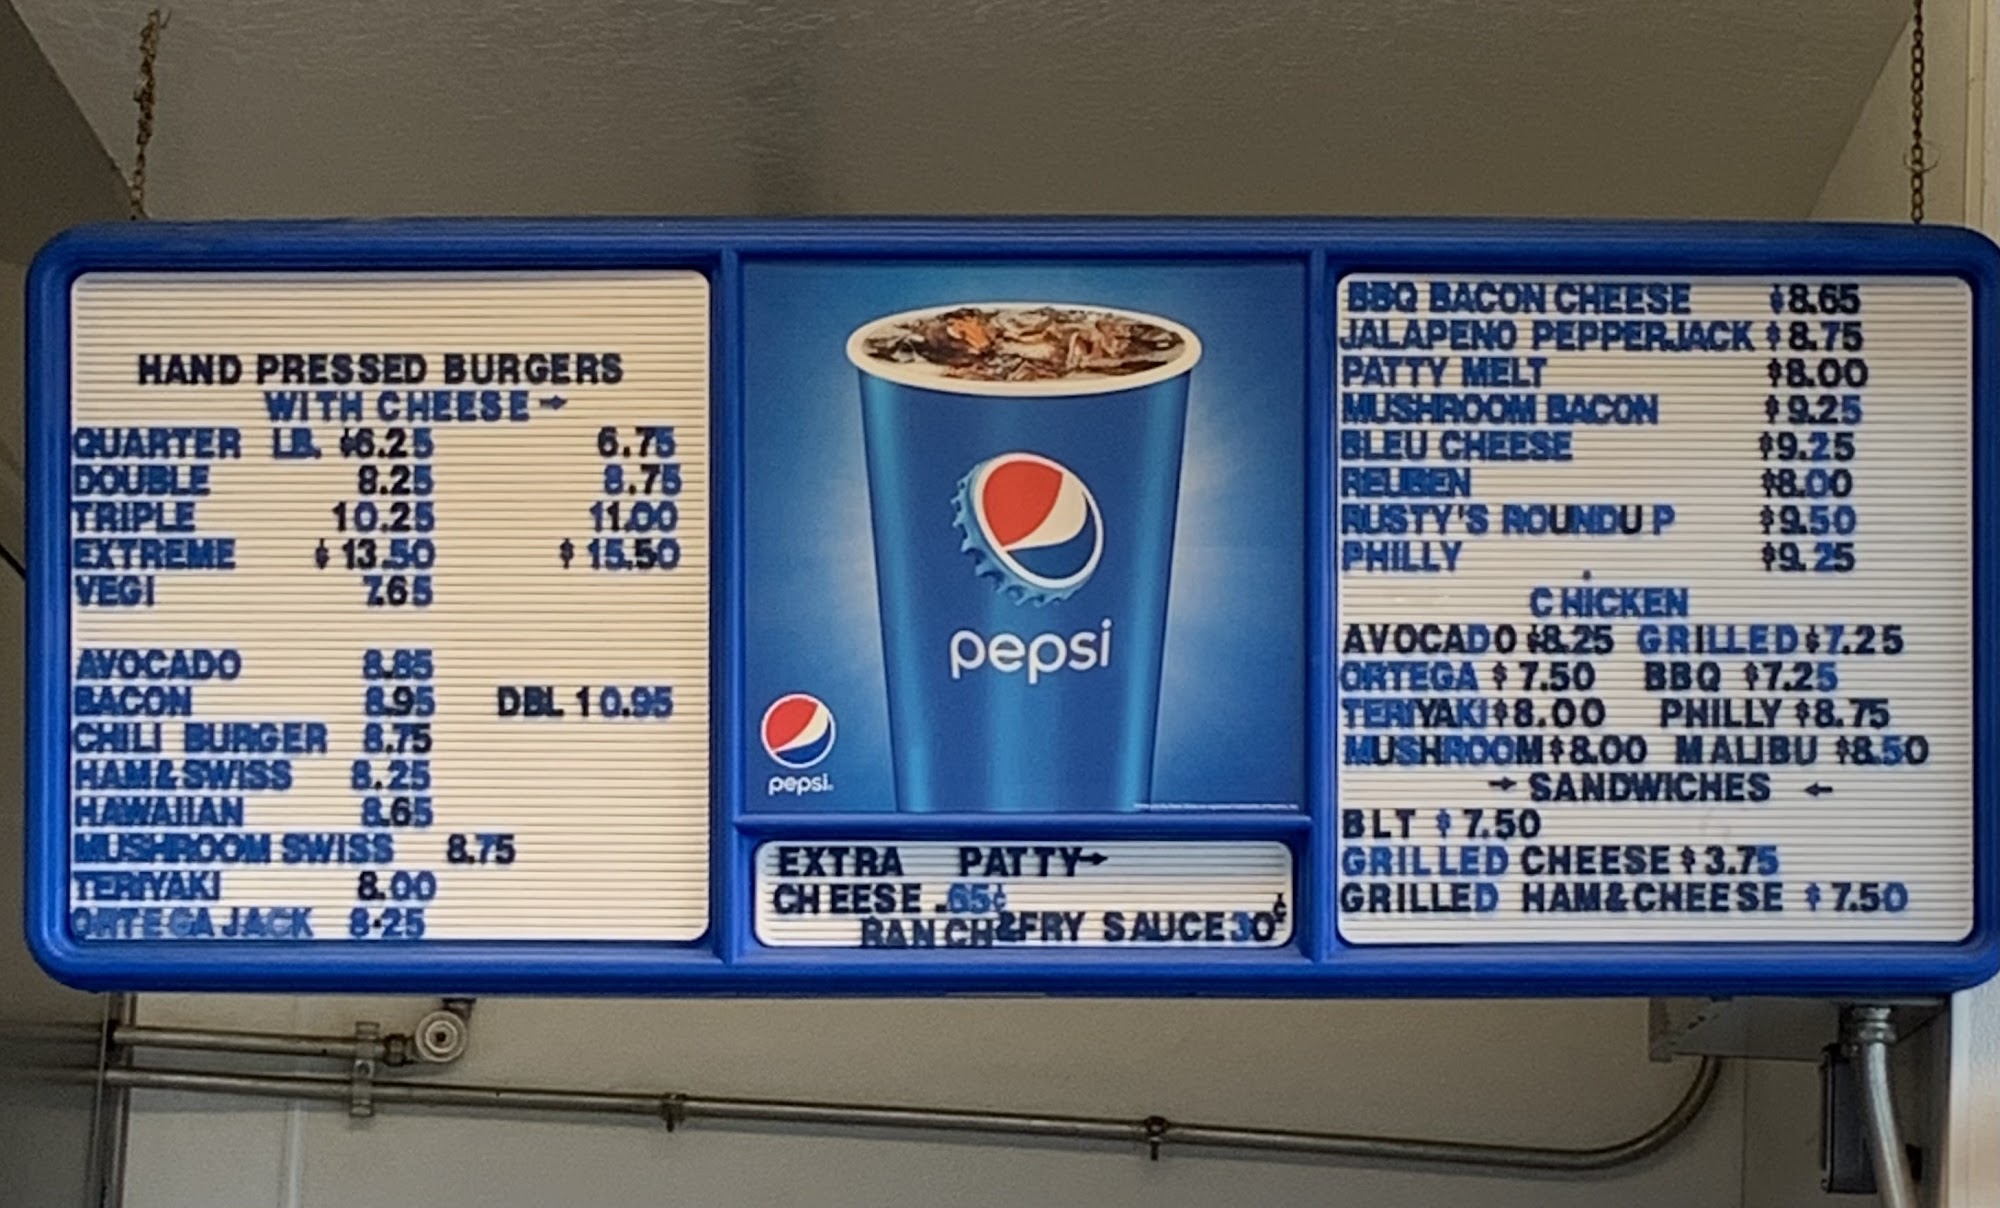 HAND PRESSED BURGERS
WITH CHEESE →
QUARTER LB. $6.25 6.75
DOUBLE 8.25 8.75
TRIPLE 10.25 11.00
EXTREME $13.50 $15.50
VEGI 7.65
AVOCADO 8.85
BACON 8.95 DBL 10.95
CHILI BURGER 8.75
HAM&SWISS 8.25
HAWAIIAN 8.65
MUSHROOM SWISS 8.75
TERIYAKI 8.00
ORTEGA JACK 8.25
pepsi
pepsi.
EXTRA PATTY→
CHEESE .65¢
RANCH&FRY SAUCE 30¢
BBQ BACON CHEESE $8.65
JALAPENO PEPPERJACK $8.75
PATTY MELT $8.00
MUSHROOM BACON $9.25
BLEU CHEESE $9.25
REUBEN $8.00
RUSTY'S ROUNDUP $9.50
PHILLY $9.25
CHICKEN
AVOCADO $8.25 GRILLED $7.25
ORTEGA $7.50 BBQ $7.25
TERIYAKI $8.00 PHILLY $8.75
MUSHROOM $8.00 MALIBU $8.50
→ SANDWICHES ←
BLT $7.50
GRILLED CHEESE $3.75
GRILLED HAM&CHEESE $7.50